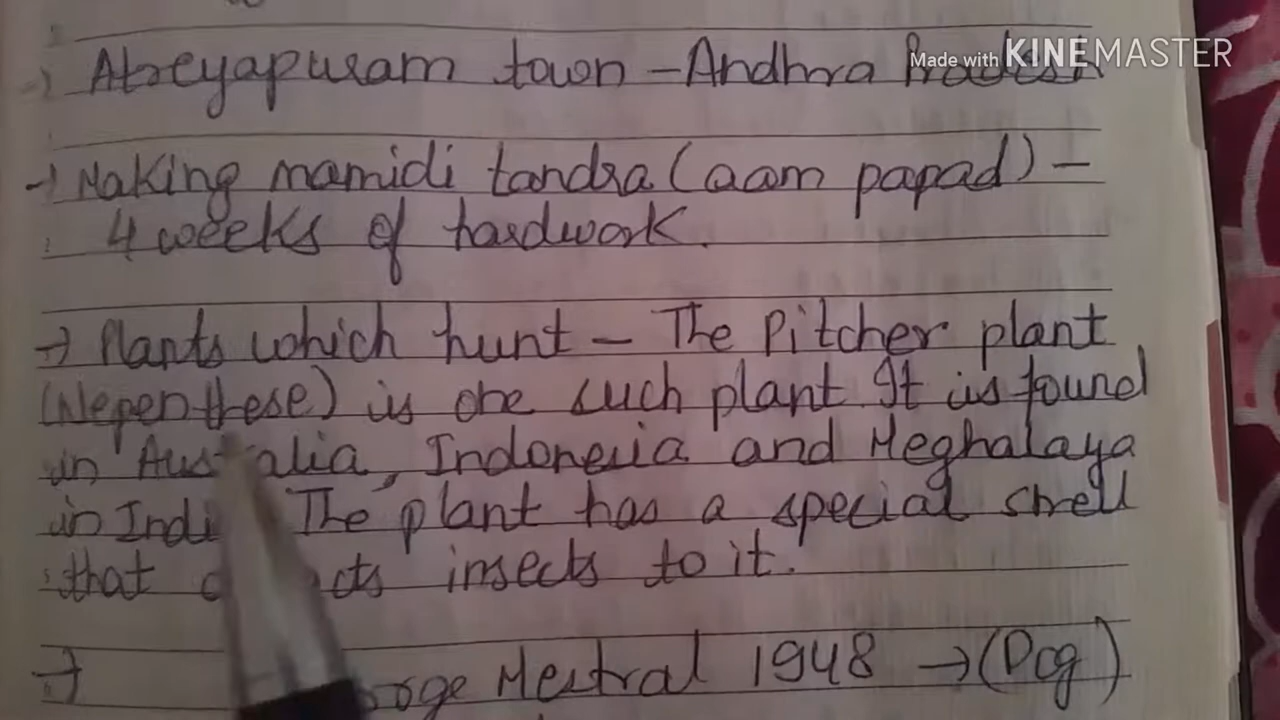 Made with KINEMASTER
→ Atreyapuram town - Andhra Pradesh
→ Making mamidi tandra (aam papad) -
4 weeks of hardwork.
→ Plants which hunt - The Pitcher plant
(Nepenthese) is one such plant It is found
in Australia, Indonesia and Meghalaya
in Indi The plant has a special smell
that insects to it.
→ Mestral 1948 → (Dog)